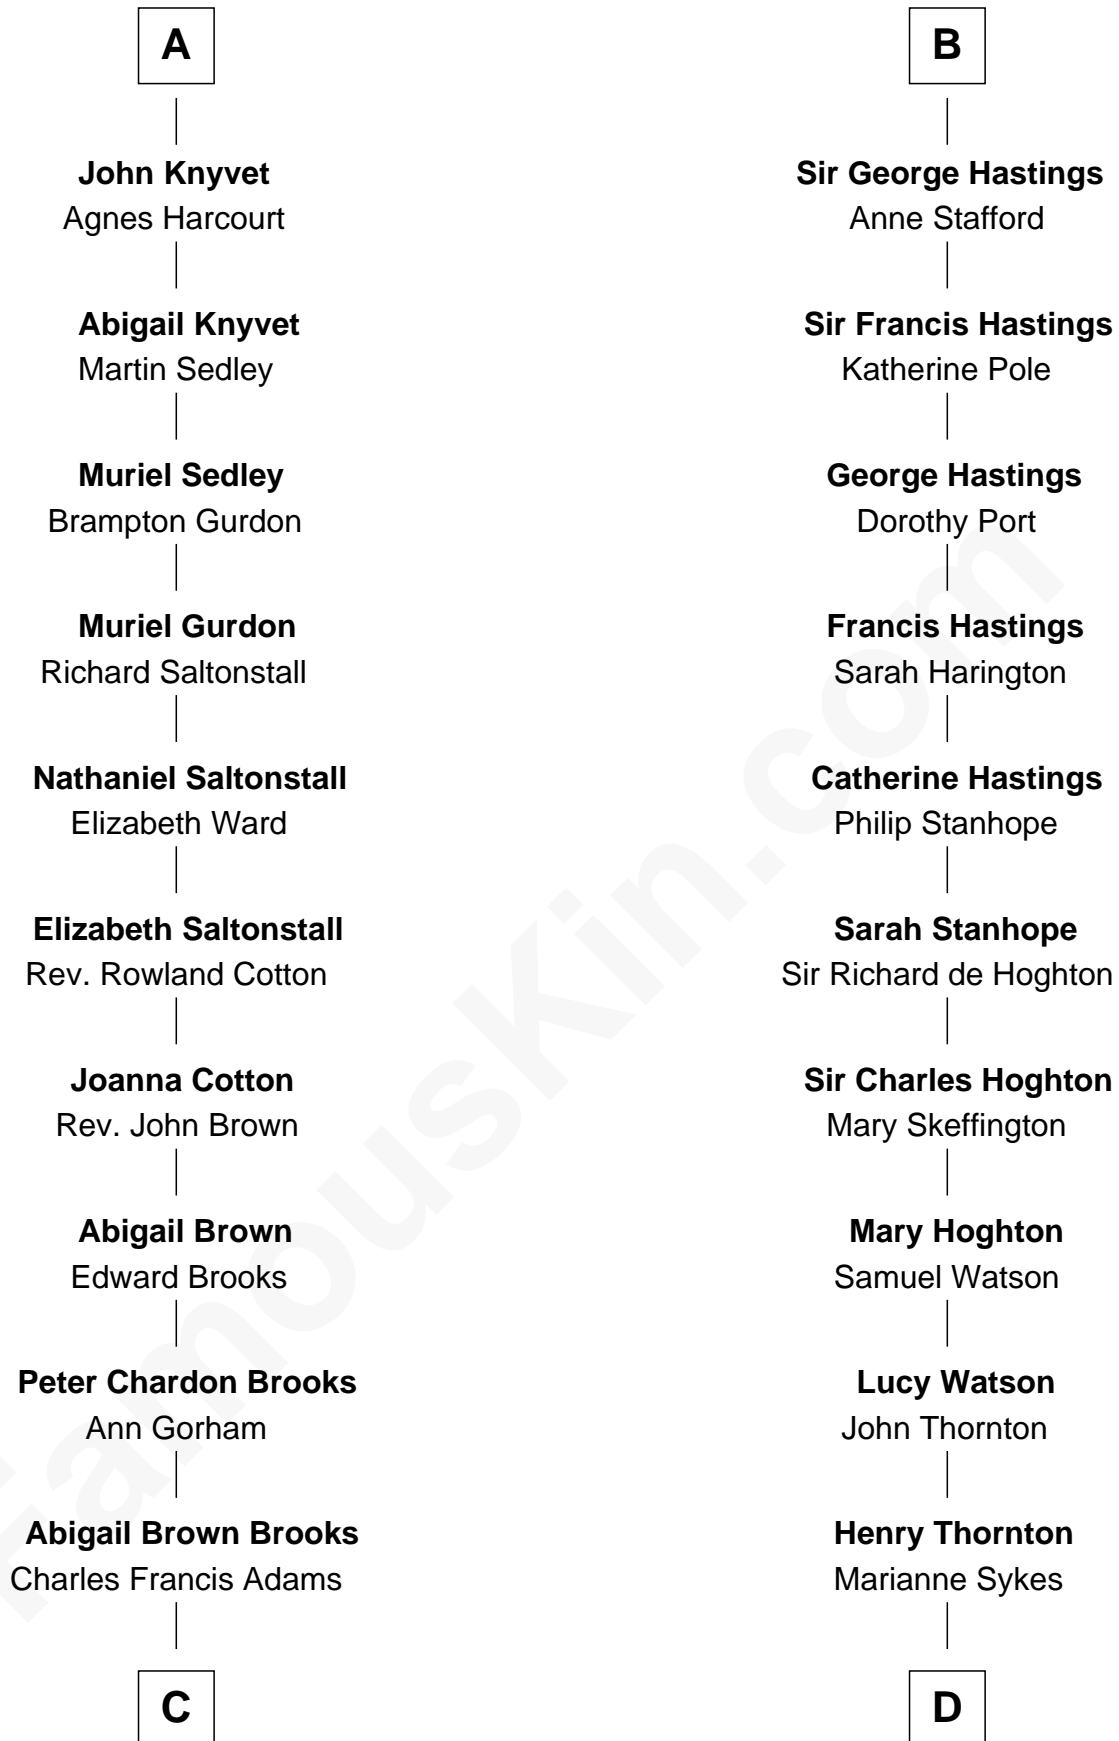 A
John Knyvet
Agnes Harcourt
Abigail Knyvet
Martin Sedley
Muriel Sedley
Brampton Gurdon
Muriel Gurdon
Richard Saltonstall
Nathaniel Saltonstall
Elizabeth Ward
Elizabeth Saltonstall
Rev. Rowland Cotton
Joanna Cotton
Rev. John Brown
Abigail Brown
Edward Brooks
Peter Chardon Brooks
Ann Gorham
Abigail Brown Brooks
Charles Francis Adams
C
B
Sir George Hastings
Anne Stafford
Sir Francis Hastings
Katherine Pole
George Hastings
Dorothy Port
Francis Hastings
Sarah Harington
Catherine Hastings
Philip Stanhope
Sarah Stanhope
Sir Richard de Hoghton
Sir Charles Hoghton
Mary Skeffington
Mary Hoghton
Samuel Watson
Lucy Watson
John Thornton
Henry Thornton
Marianne Sykes
D
FamousKin.com